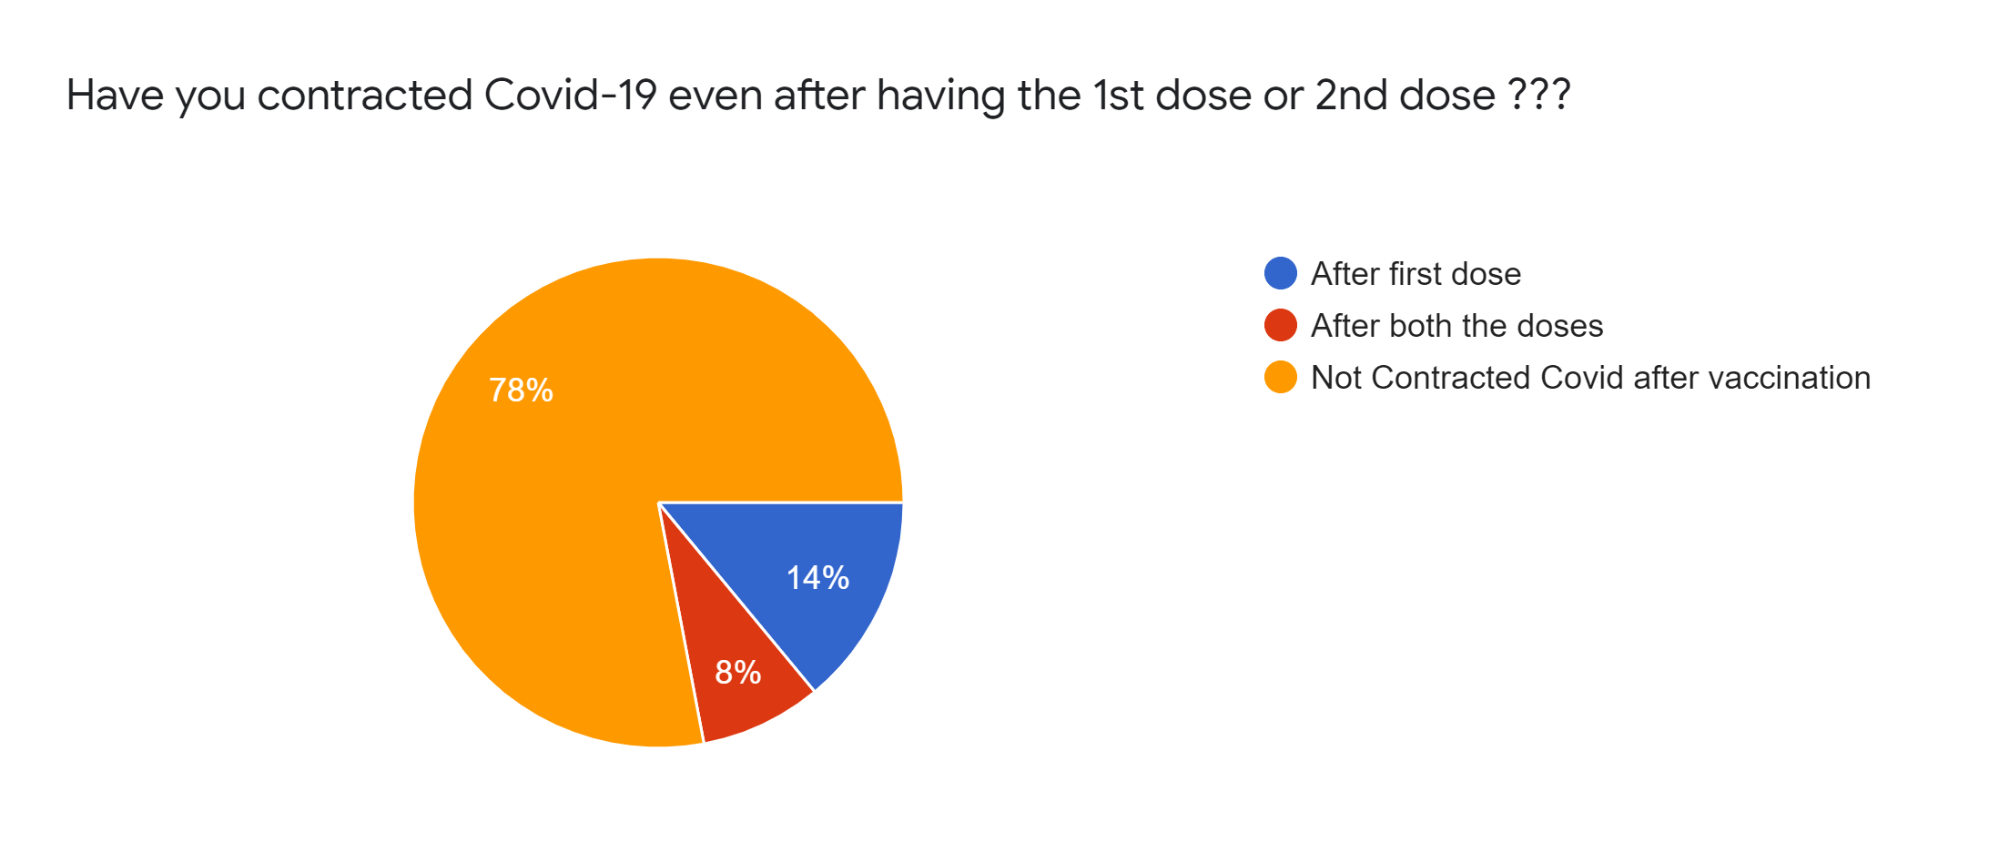 Have you contracted Covid-19 even after having the 1st dose or 2nd dose ???
After first dose
After both the doses
Not Contracted Covid after vaccination
78%
14%
8%